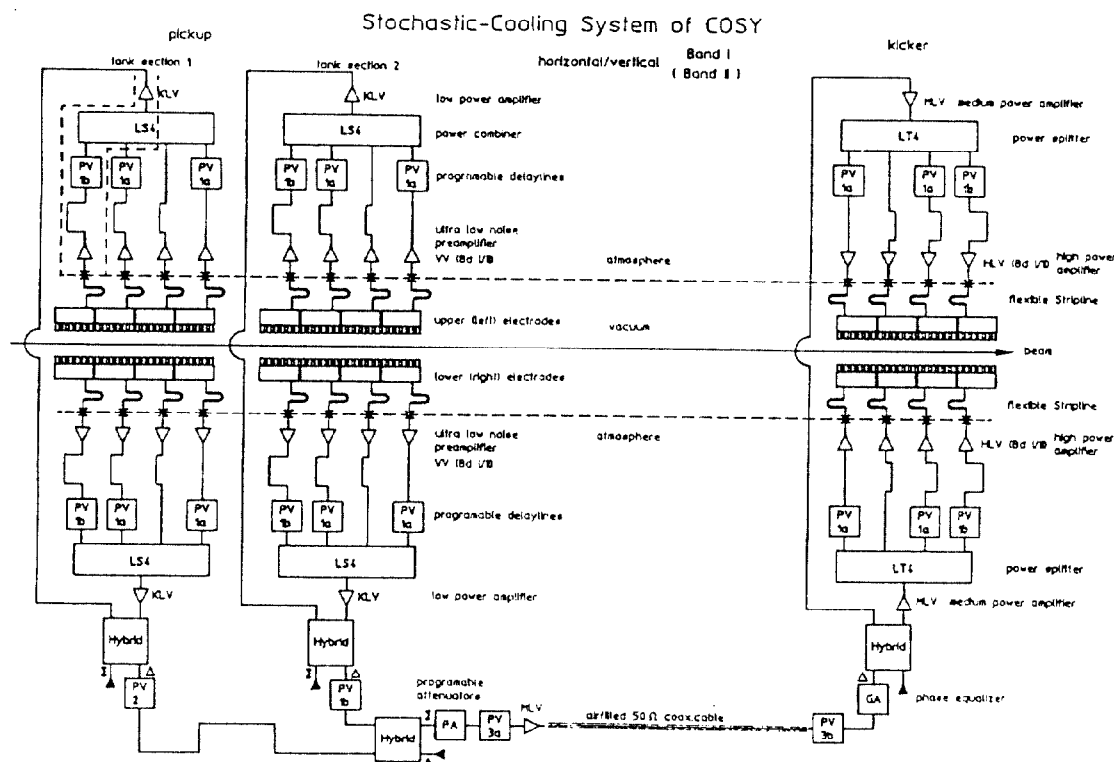 Stochastic-Cooling System of COSY
pickup
kicker
tank section 1
tank section 2
horizontal/vertical
Band I
( Band II )
KLV
KLV
low power amplifier
MLV medium power amplifier
LS4
LS4
power combiner
LT4
power splitter
PV 1b
PV 1a
PV 1a
PV 1b
PV 1a
PV 1a
programable delaylines
PV 1a
PV 1a
PV 1b
ultra low noise
preamplifier
VV (Bd I/II)
atmosphere
HLV (Bd I/II) high power
amplifier
flexible Stripline
upper (left) electrodes
vacuum
beam
lower (right) electrodes
flexible Stripline
ultra low noise
preamplifier
VV (Bd I/II)
atmosphere
HLV (Bd I/II) high power
amplifier
PV 1b
PV 1a
PV 1a
PV 1b
PV 1a
PV 1a
programable delaylines
PV 1a
PV 1a
PV 1b
LS4
LS4
LT4
power splitter
KLV
KLV
low power amplifier
MLV medium power amplifier
Hybrid
Hybrid
Hybrid
Σ
Δ
Σ
Δ
Δ
PV 2
PV 1b
programable
attenuators
GA
phase equalizer
Σ
Hybrid
PA
PV 3a
MLV
air/filled 50 Ω coax.cable
PV 3b
Δ